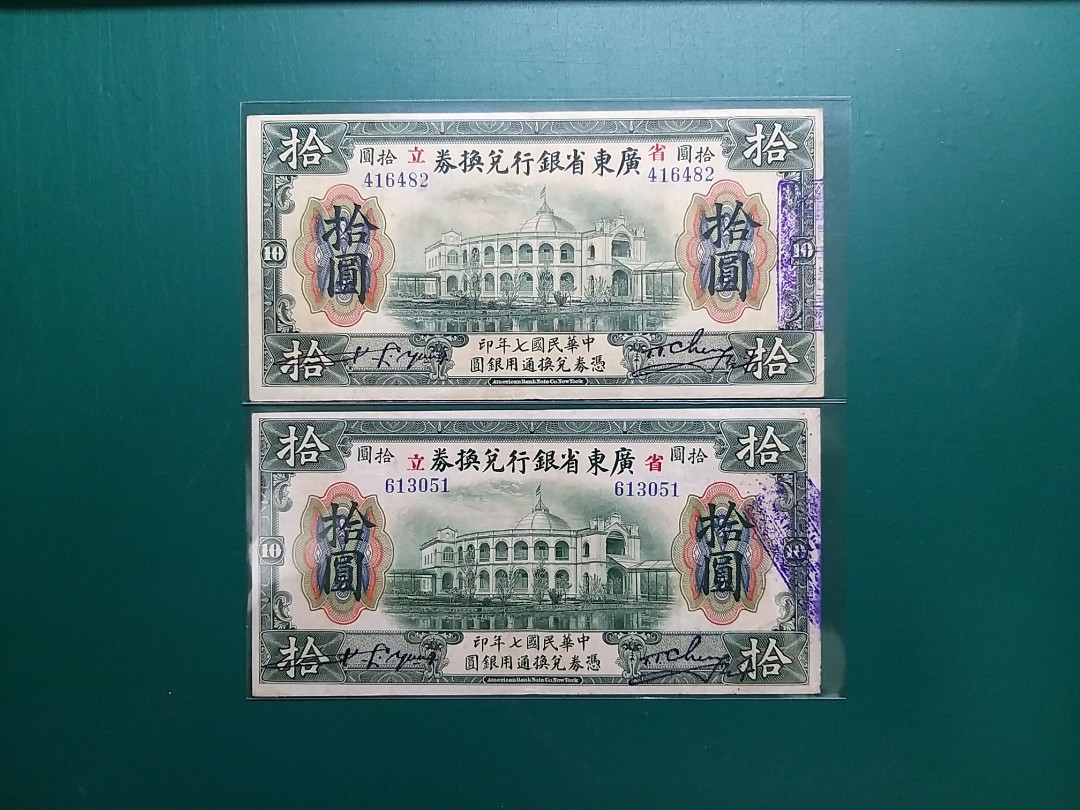 拾 拾
拾圓 省 廣東省銀行兌換券 立 拾圓
416482 416482
拾圓 拾圓
10 10
中華民國七年印
憑券兌換通用銀圓
拾 拾
American Bank Note Co. New York
拾 拾
拾圓 省 廣東省銀行兌換券 立 拾圓
613051 613051
拾圓 拾圓
10 10
中華民國七年印
憑券兌換通用銀圓
拾 拾
American Bank Note Co. New York